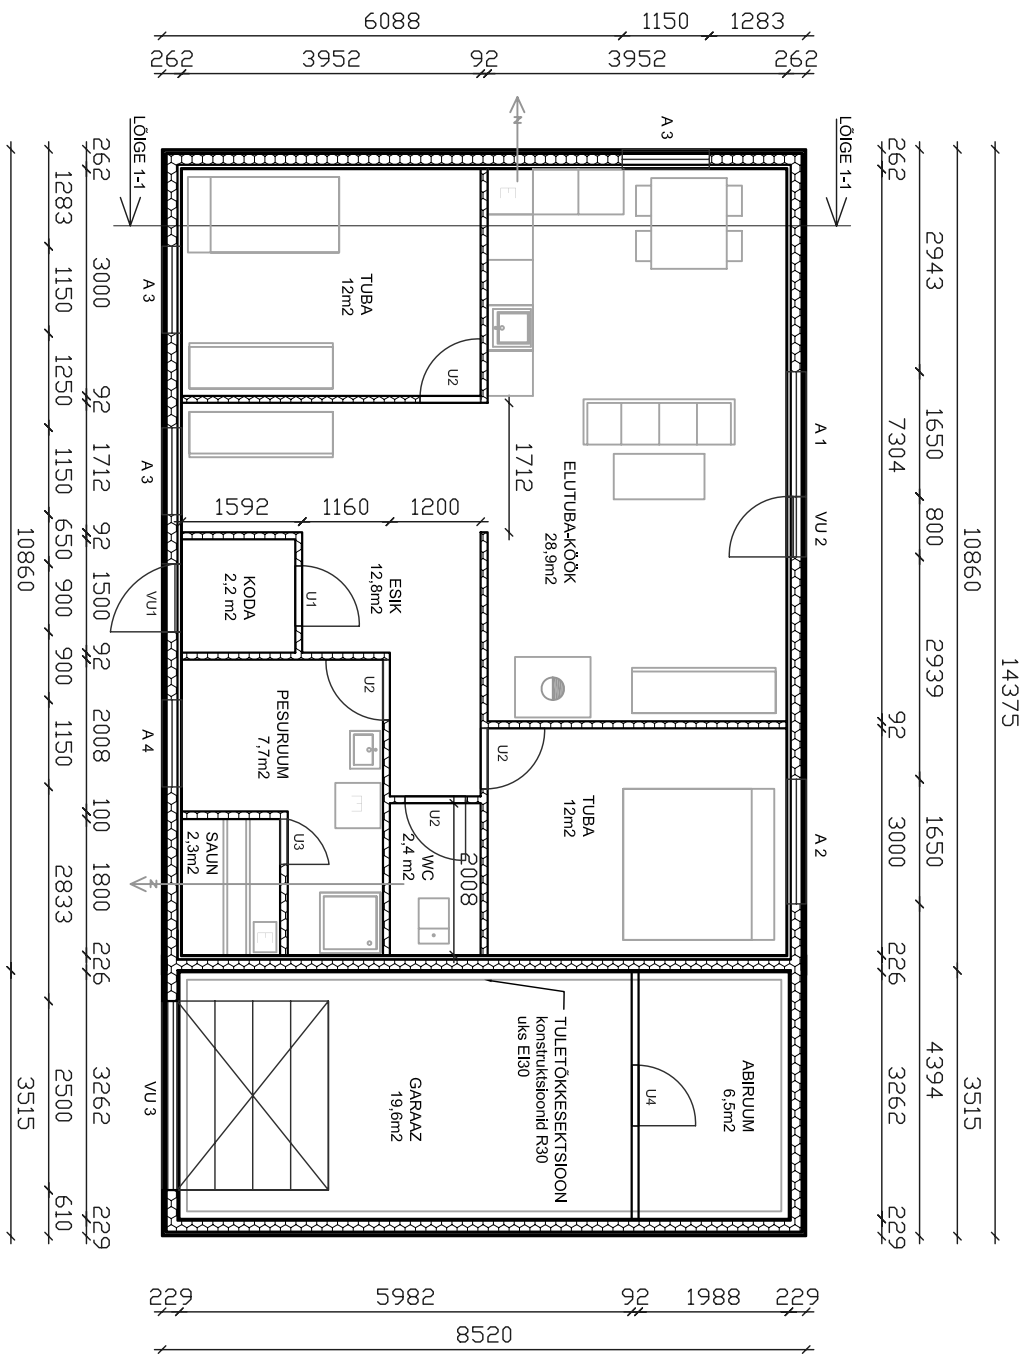 6088
1150
1283
262
3952
92
3952
262
LÕIGE 1-1
LÕIGE 1-1
A 3
N
14375
10860
3515
2943
1650
800
2939
1650
4394
262
7304
92
3000
226
3262
229
A 1
VU 2
A 2
TUBA
12m2
U2
E
ELUTUBA-KÖÖK
28,9m2
1712
1592
1160
1200
ESIK
12,8m2
KODA
2,2 m2
U1
VU1
U2
PESURUUM
7,7m2
E
U2
TUBA
12m2
U2
WC
2,4 m2
2008
U3
SAUN
2,3m2
E
N
TULETÕKKESEKTSIOON
konstruktsioonid R30
uks EI30
ABIRUUM
6,5m2
U4
GARAAZ
19,6m2
A 3
A 3
A 4
VU 3
262
3000
92
1712
92
1500
92
2008
100
1800
226
3262
229
1283
1150
1250
1150
650
900
900
1150
2833
2500
610
10860
3515
229
5982
92
1988
229
8520